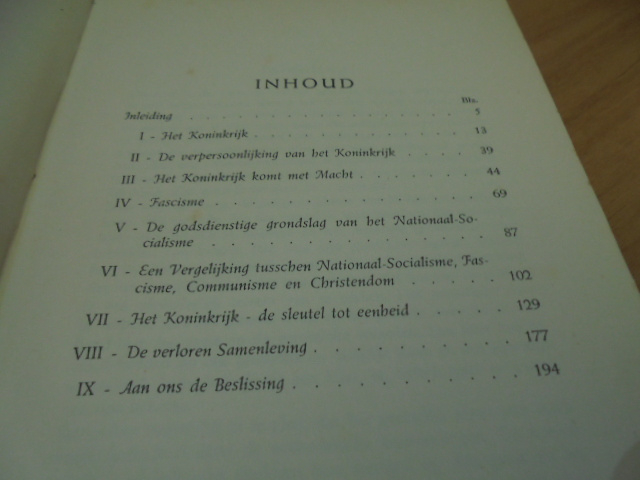 INHOUD
Blz.
Inleiding . . . . . . . . . . . . . . . . 5
I - Het Koninkrijk . . . . . . . . . . . . . 13
II - De verpersoonlijking van het Koninkrijk . . . . 39
III - Het Koninkrijk komt met Macht . . . . . . 44
IV - Fascisme . . . . . . . . . . . . . . 69
V - De godsdienstige grondslag van het Nationaal-So-
cialisme . . . . . . . . . . . . . . 87
VI - Een Vergelijking tusschen Nationaal-Socialisme, Fas-
cisme, Communisme en Christendom . . . . . 102
VII - Het Koninkrijk - de sleutel tot eenheid . . . . 129
VIII - De verloren Samenleving . . . . . . . . 177
IX - Aan ons de Beslissing . . . . . . . . . 194